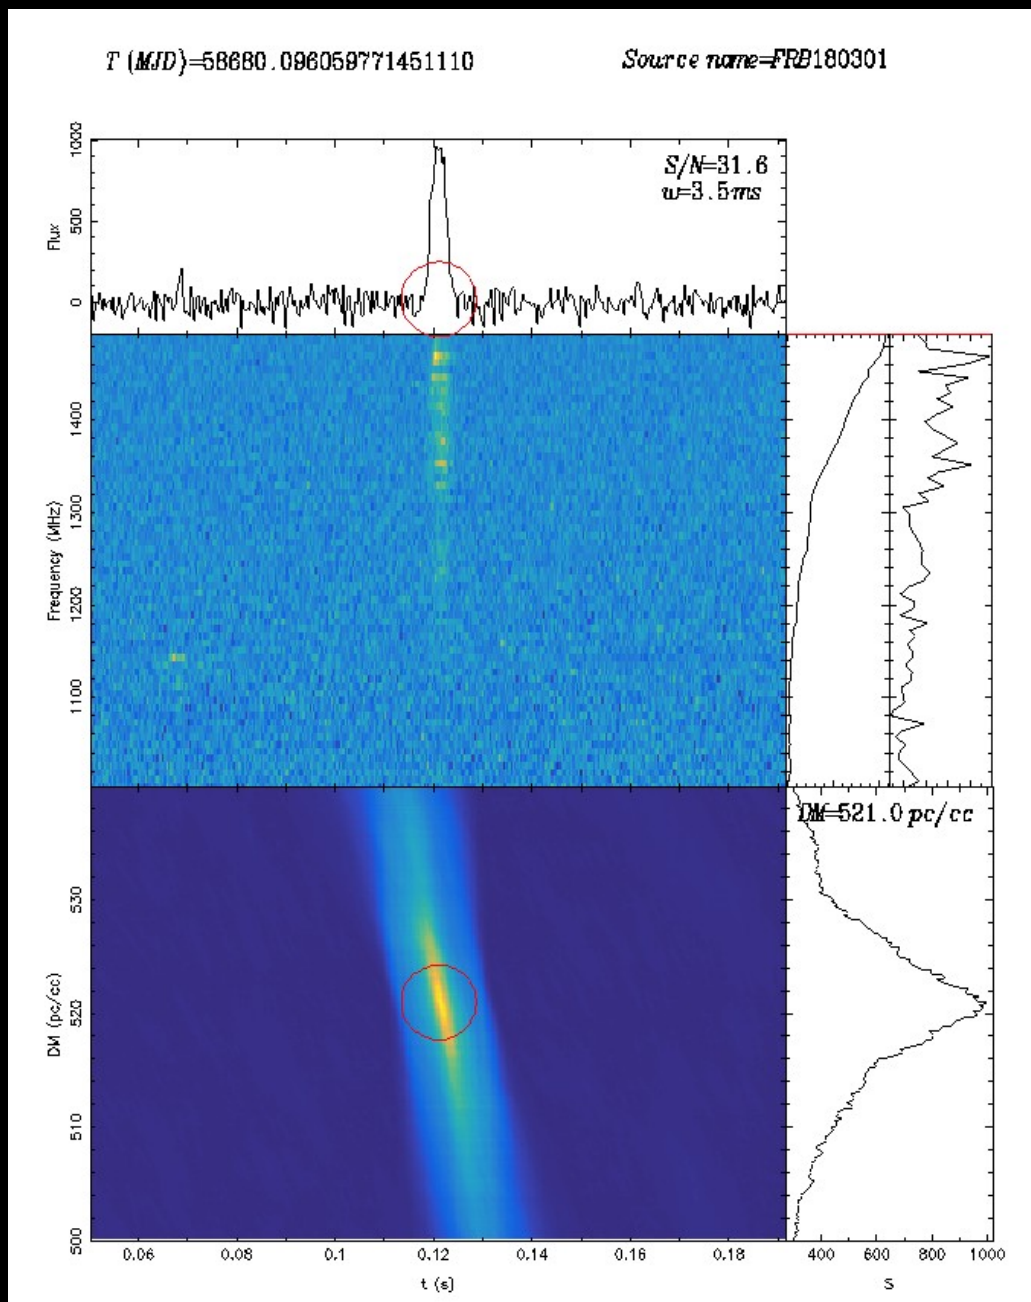 T (MJD)=58680.096059771451110
Source name=FRB180301
S/N=31.6
w=3.5ms
Flux
0 500 1000
Frequency (MHz)
1100 1200 1300 1400
DM=521.0 pc/cc
DM (pc/cc)
500 510 520 530
0.06 0.08 0.1 0.12 0.14 0.16 0.18
t (s)
400 600 800 1000
S